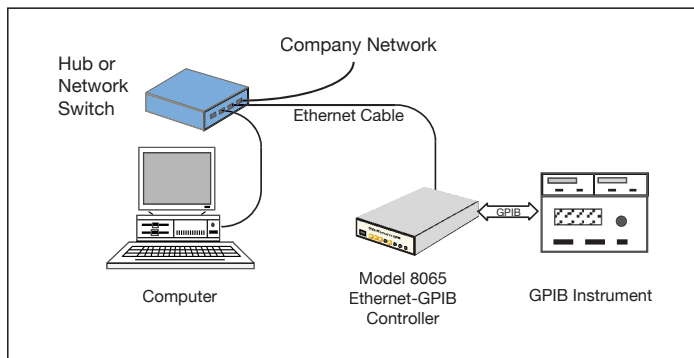 Company Network
Hub or
Network
Switch
Ethernet Cable
GPIB
Computer
Model 8065
Ethernet-GPIB
Controller
GPIB Instrument